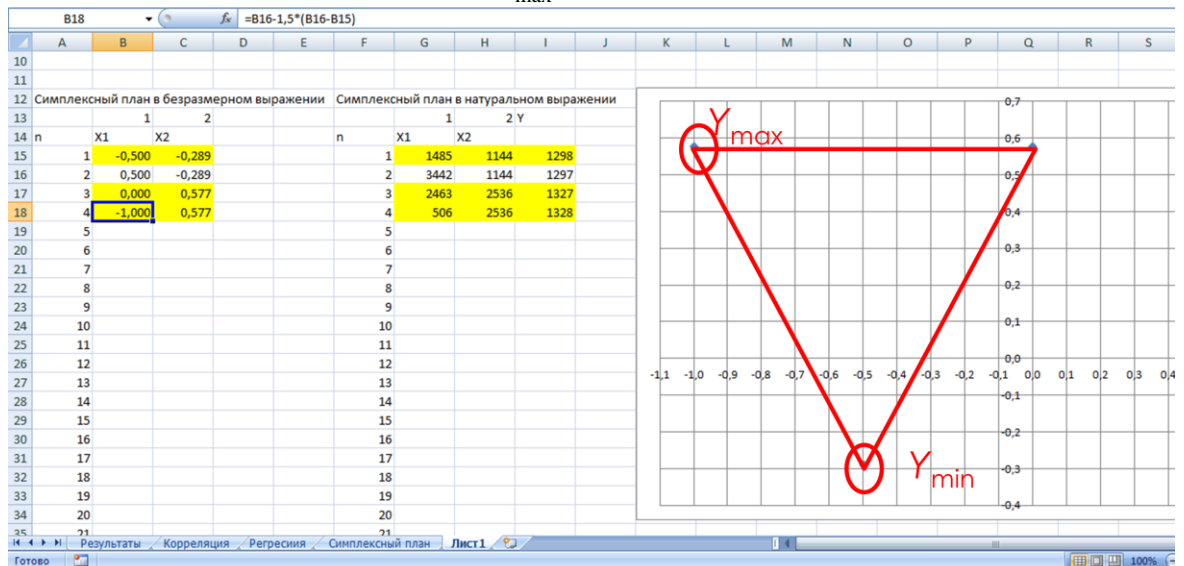 max
B18 fx =B16-1,5*(B16-B15)
A B C D E F G H I J K L M N O P Q R S
10
11
12 Симплексный план в безразмерном выражении Симплексный план в натуральном выражении
13 1 2 1 2 Y
14 n X1 X2 n X1 X2
15 1 -0,500 -0,289 1 1485 1144 1298
16 2 0,500 -0,289 2 3442 1144 1297
17 3 0,000 0,577 3 2463 2536 1327
18 4 -1,000 0,577 4 506 2536 1328
19 5 5
20 6 6
21 7 7
22 8 8
23 9 9
24 10 10
25 11 11
26 12 12
27 13 13
28 14 14
29 15 15
30 16 16
31 17 17
32 18 18
33 19 19
34 20 20
35 21 21
0,7
Ymax
0,6
0,5
0,4
0,3
0,2
0,1
0,0
-1,1 -1,0 -0,9 -0,8 -0,7 -0,6 -0,5 -0,4 -0,3 -0,2 -0,1 0,0 0,1 0,2 0,3 0,4
-0,1
-0,2
Ymin
-0,3
-0,4
Результаты Корреляция Регресиия Симплексный план Лист1
Готово 100%